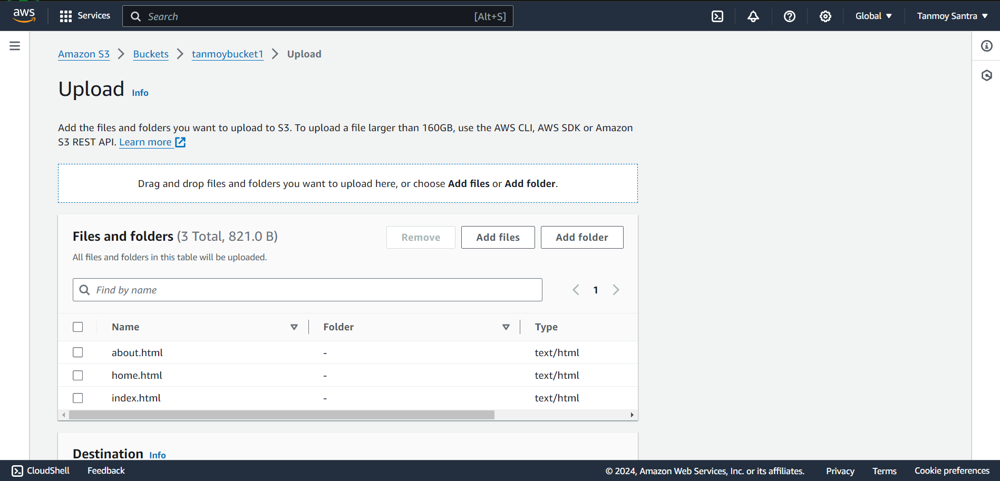 aws Services Search [Alt+S] Global Tanmoy Santra
Amazon S3 Buckets tanmoybucket1 Upload
Upload Info
Add the files and folders you want to upload to S3. To upload a file larger than 160GB, use the AWS CLI, AWS SDK or Amazon
S3 REST API. Learn more
Drag and drop files and folders you want to upload here, or choose Add files or Add folder.
Files and folders (3 Total, 821.0 B) Remove Add files Add folder
All files and folders in this table will be uploaded.
Find by name 1
Name Folder Type
about.html - text/html
home.html - text/html
index.html - text/html
Destination Info
CloudShell Feedback © 2024, Amazon Web Services, Inc. or its affiliates. Privacy Terms Cookie preferences